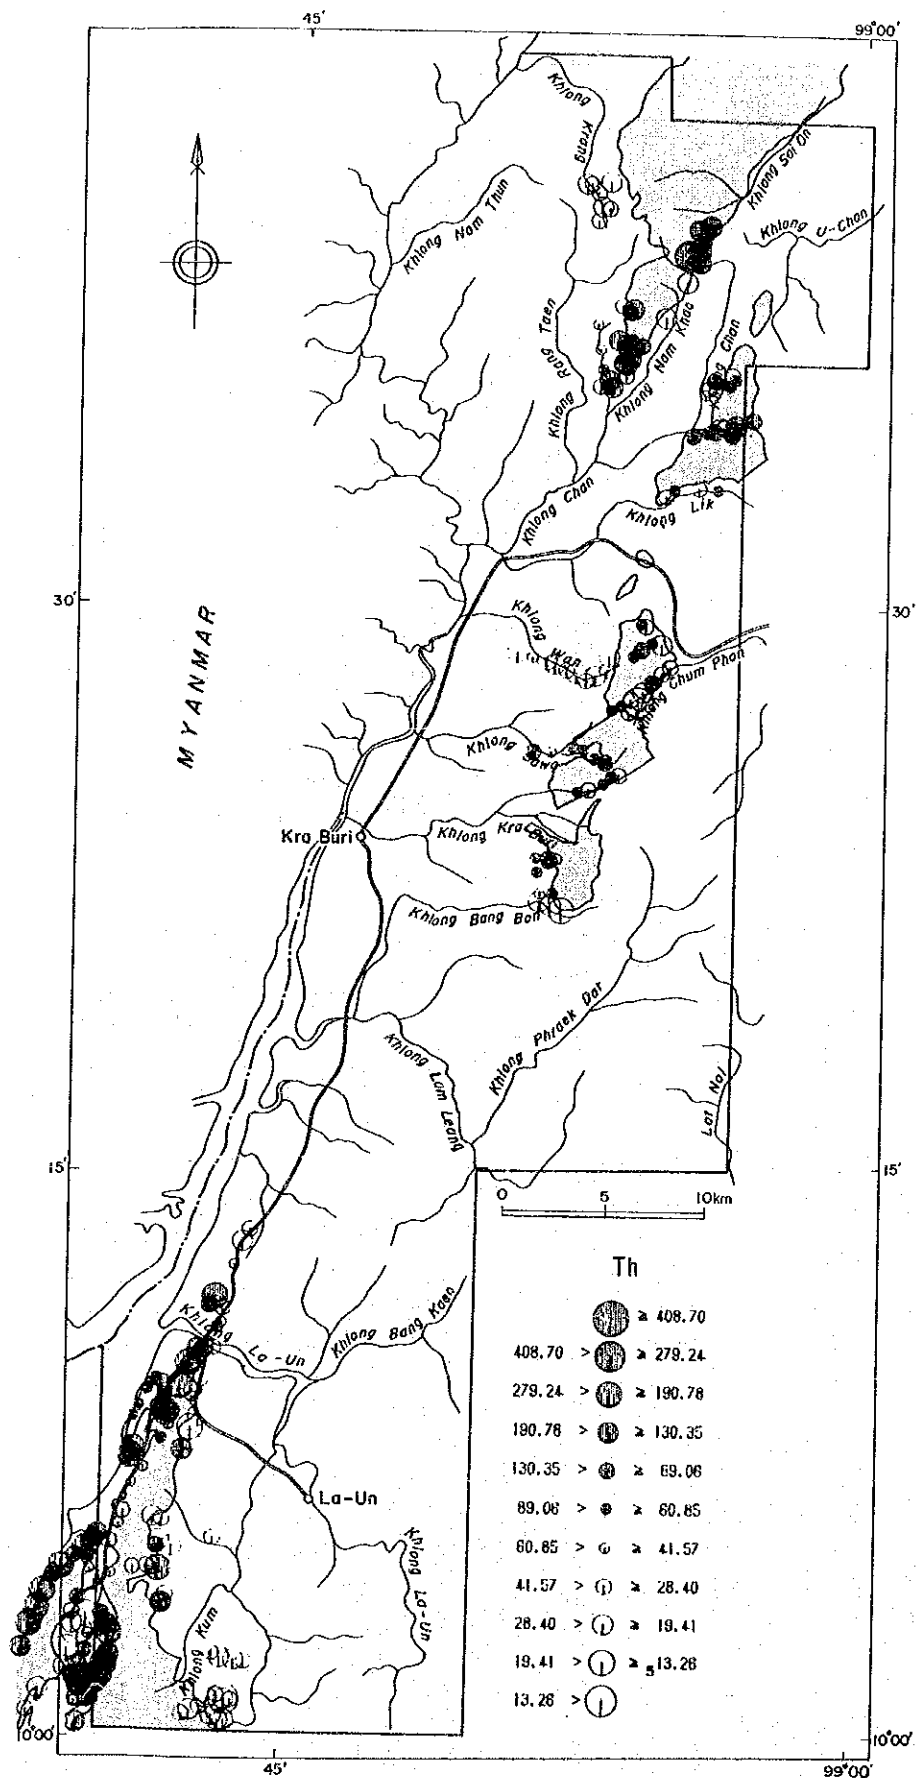 45'
99°00'
Khlong
Krang
Khlong Sai On
Khlong U-Chan
Khlong Nam Thun
Khlong Rang Taen
Khlong Nam Khao
Chan
Khlong Chan
Khlong Lik
30'
30'
MYANMAR
Khlong
Wan
Khlong Chum Phon
Khlong
Kra Buri
Khlong Kra Buri
Khlong Bang Bon
Khlong Phraek Dar
Khlong Lam Leang
Lat Nai
15'
15'
0 5 10km
Th
≥ 408.70
408.70 > ≥ 279.24
279.24 > ≥ 190.78
190.78 > ≥ 130.35
130.35 > ≥ 89.06
89.06 > ≥ 60.85
60.85 > ≥ 41.57
41.57 > ≥ 28.40
28.40 > ≥ 19.41
19.41 > ≥ 13.26
13.26 >
Khlong La-Un
Khlong Bang Kaen
La-Un
Khlong La-Un
Khlong Kum
10°00'
10°00'
45'
99°00'